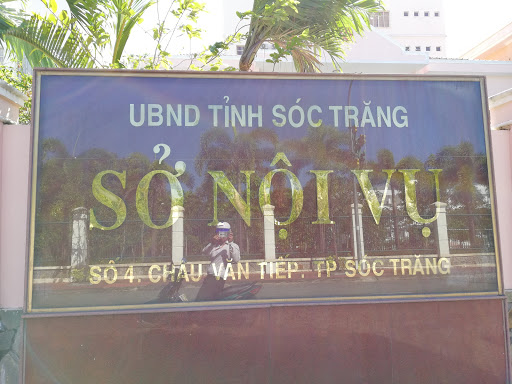 UBND TỈNH SÓC TRĂNG
SỞ NỘI VỤ
SỐ 4, CHÂU VĂN TIẾP, TP SÓC TRĂNG